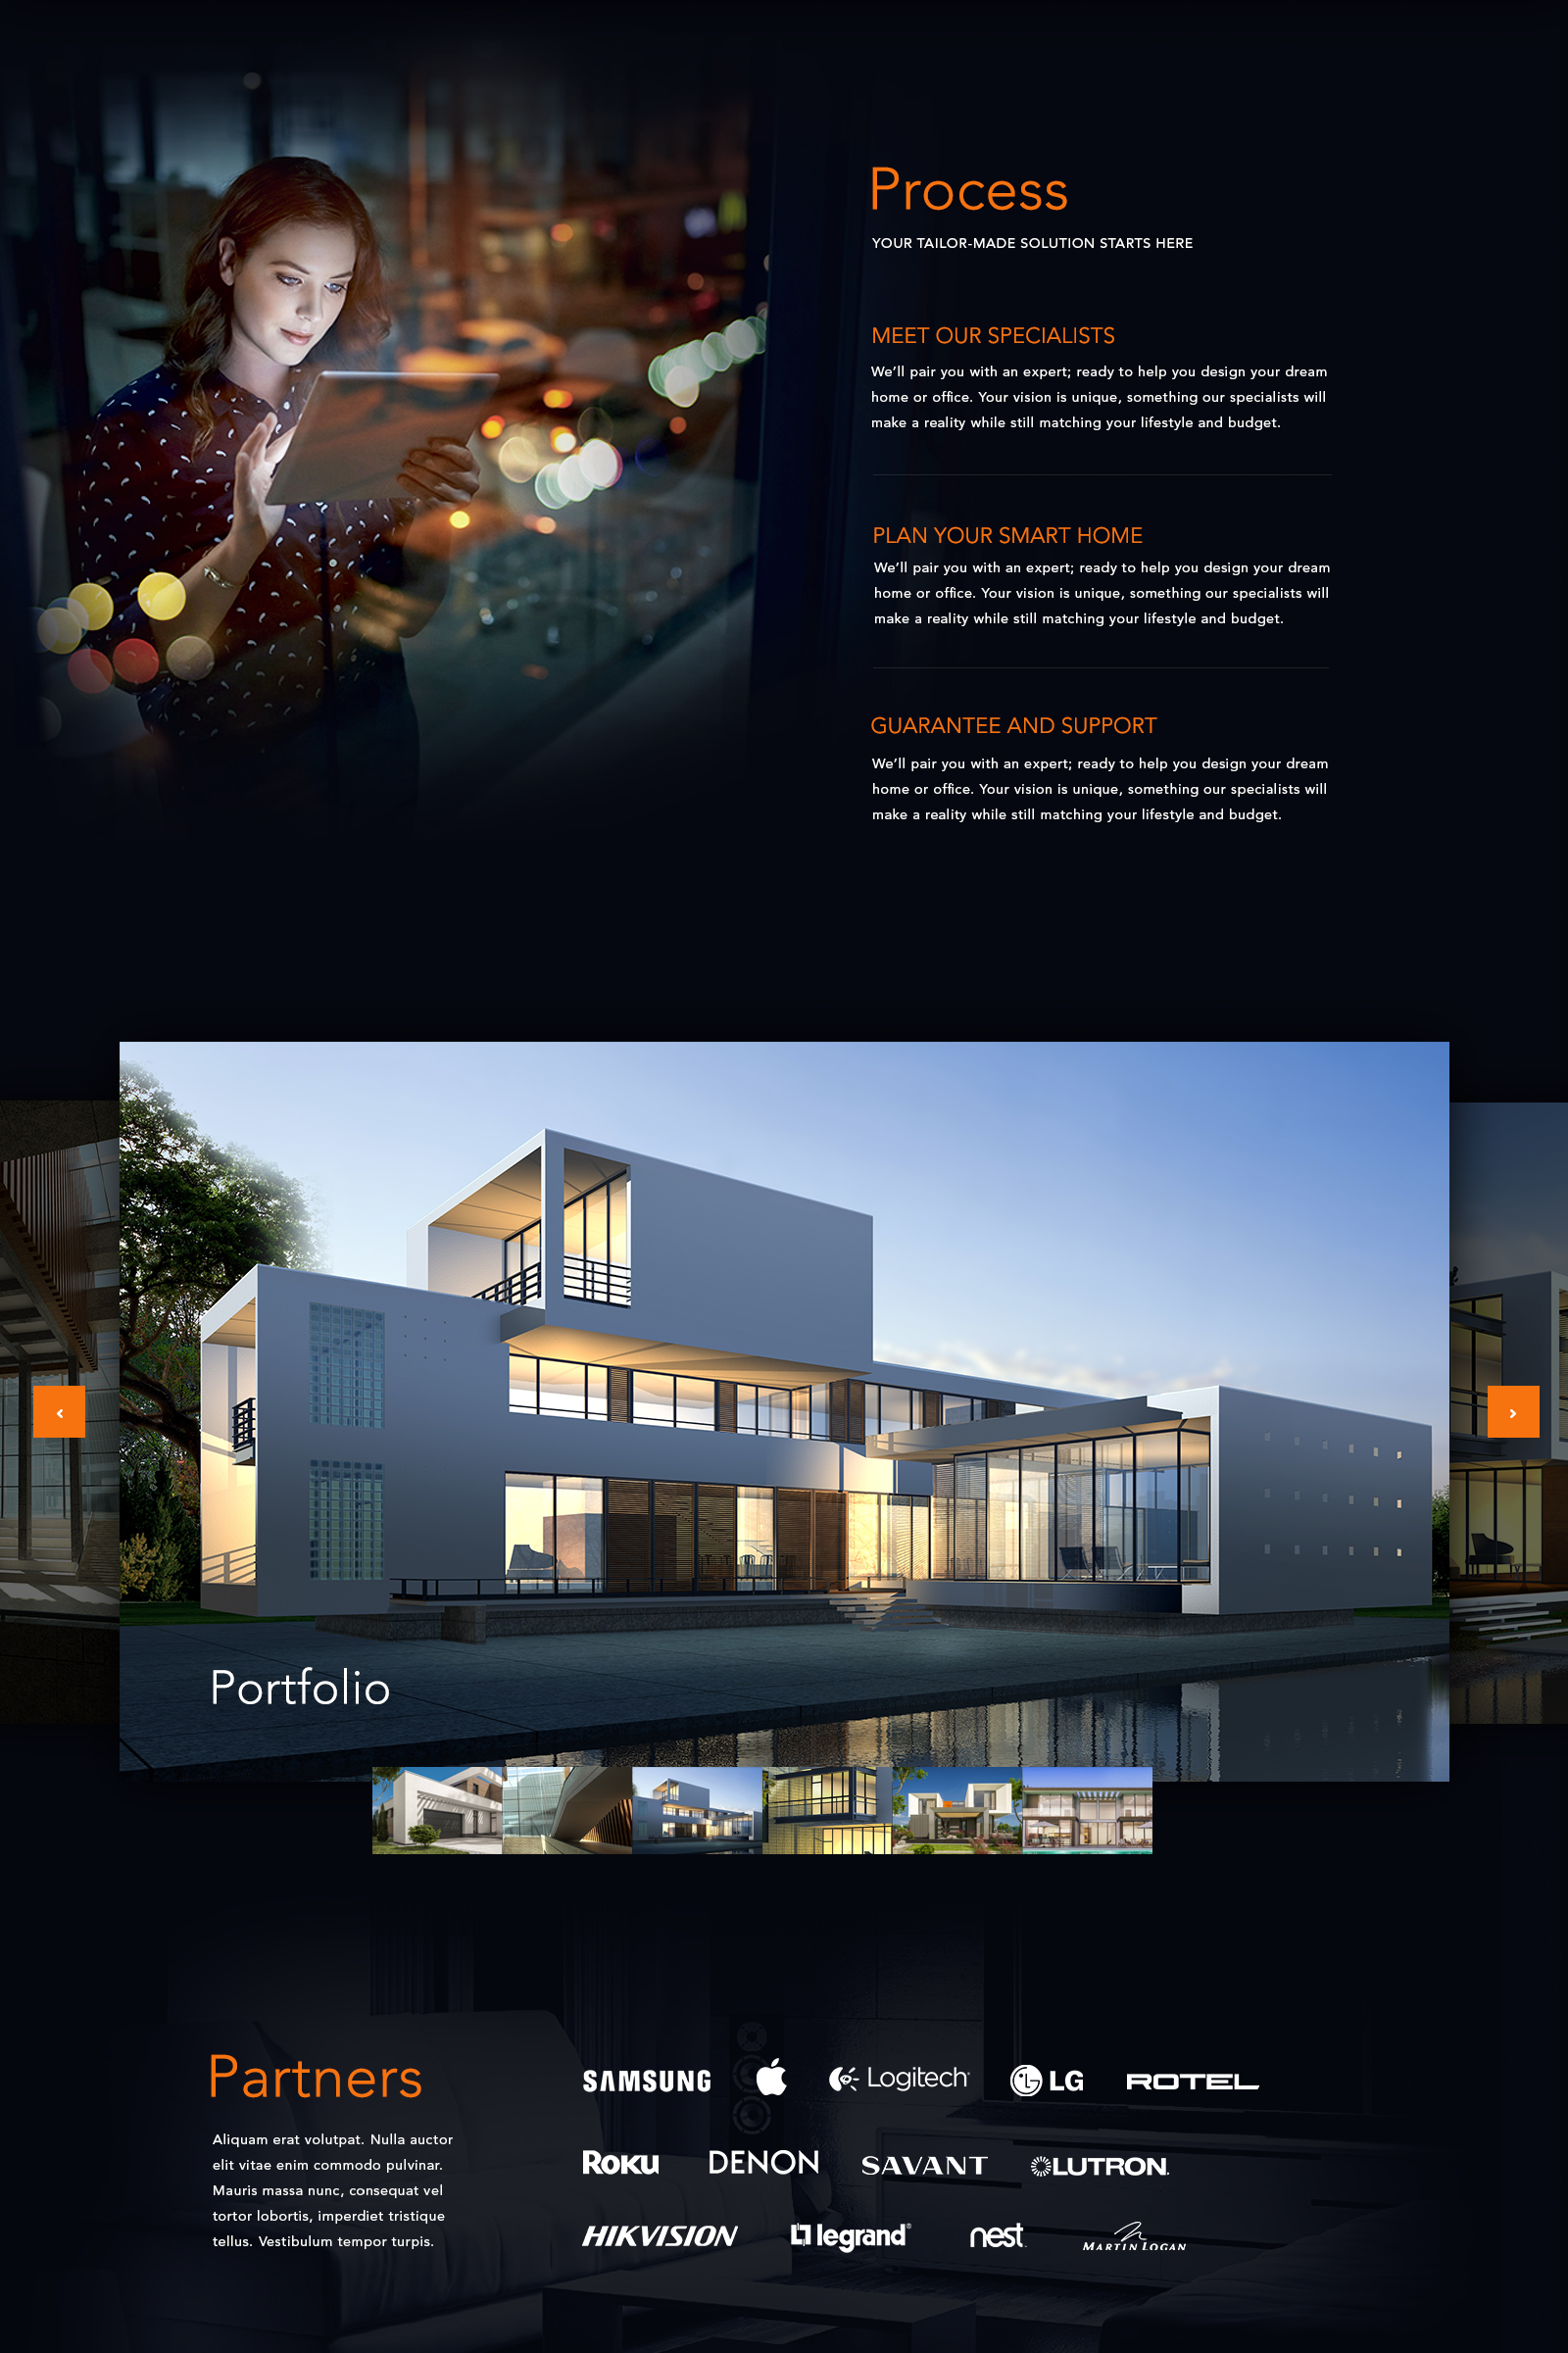 Process
YOUR TAILOR-MADE SOLUTION STARTS HERE
MEET OUR SPECIALISTS
We’ll pair you with an expert; ready to help you design your dream
home or office. Your vision is unique, something our specialists will
make a reality while still matching your lifestyle and budget.
PLAN YOUR SMART HOME
We’ll pair you with an expert; ready to help you design your dream
home or office. Your vision is unique, something our specialists will
make a reality while still matching your lifestyle and budget.
GUARANTEE AND SUPPORT
We’ll pair you with an expert; ready to help you design your dream
home or office. Your vision is unique, something our specialists will
make a reality while still matching your lifestyle and budget.
Portfolio
Partners
Aliquam erat volutpat. Nulla auctor
elit vitae enim commodo pulvinar.
Mauris massa nunc, consequat vel
tortor lobortis, imperdiet tristique
tellus. Vestibulum tempor turpis.
SAMSUNG Logitech LG ROTEL
ROKU DENON SAVANT LUTRON.
HIKVISION legrand® nest MARTIN LOGAN